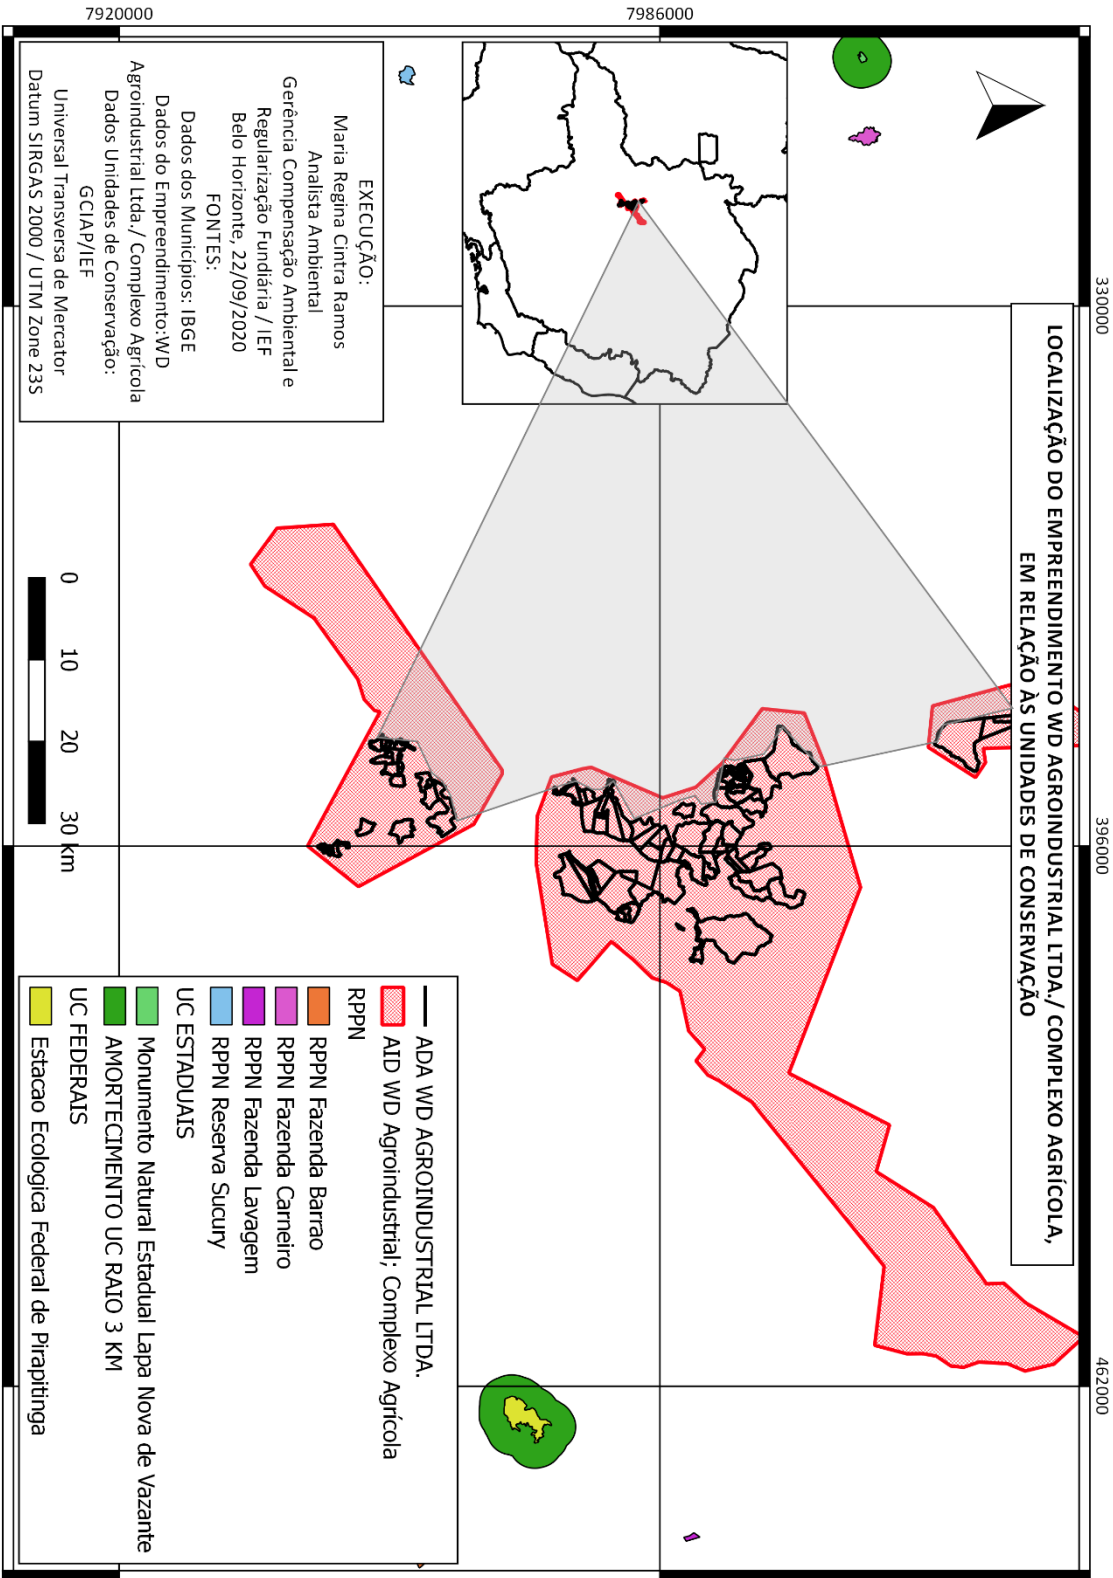 LOCALIZAÇÃO DO EMPREENDIMENTO WD AGROINDUSTRIAL LTDA./ COMPLEXO AGRÍCOLA,
EM RELAÇÃO ÀS UNIDADES DE CONSERVAÇÃO
330000
396000
462000
7986000
7920000
EXECUÇÃO:
Maria Regina Cintra Ramos
Analista Ambiental
Gerência Compensação Ambiental e
Regularização Fundiária / IEF
Belo Horizonte, 22/09/2020
FONTES:
Dados dos Municípios: IBGE
Dados do Empreendimento:WD
Agroindustrial Ltda./ Complexo Agrícola
Dados Unidades de Conservação:
GCIAP/IEF
Universal Transversa de Mercator
Datum SIRGAS 2000 / UTM Zone 23S
0
10
20
30 km
ADA WD AGROINDUSTRIAL LTDA.
AID WD Agroindustrial; Complexo Agrícola
RPPN
RPPN Fazenda Barrao
RPPN Fazenda Carneiro
RPPN Fazenda Lavagem
RPPN Reserva Sucury
UC ESTADUAIS
Monumento Natural Estadual Lapa Nova de Vazante
AMORTECIMENTO UC RAIO 3 KM
UC FEDERAIS
Estacao Ecologica Federal de Pirapitinga